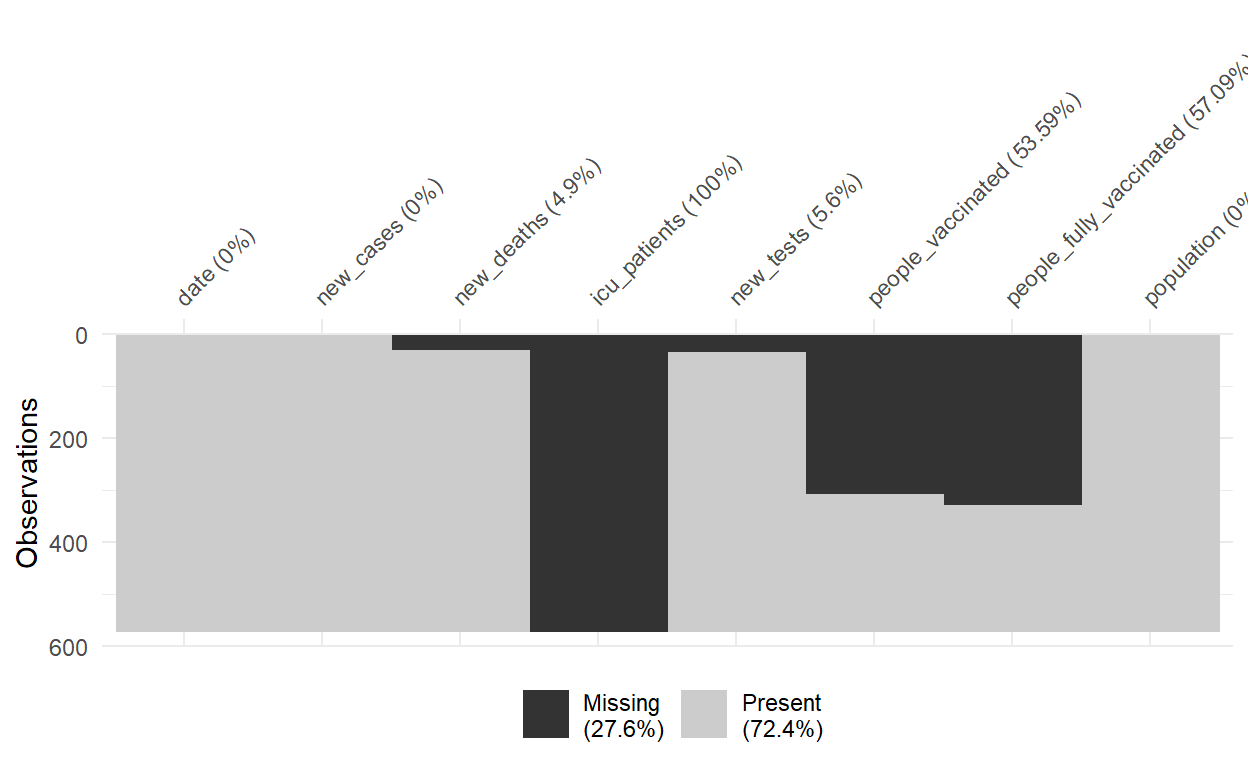 date (0%)
new_cases (0%)
new_deaths (4.9%)
icu_patients (100%)
new_tests (5.6%)
people_vaccinated (53.59%)
people_fully_vaccinated (57.09%)
population (0%
0
200
400
600
Observations
Missing
(27.6%)
Present
(72.4%)